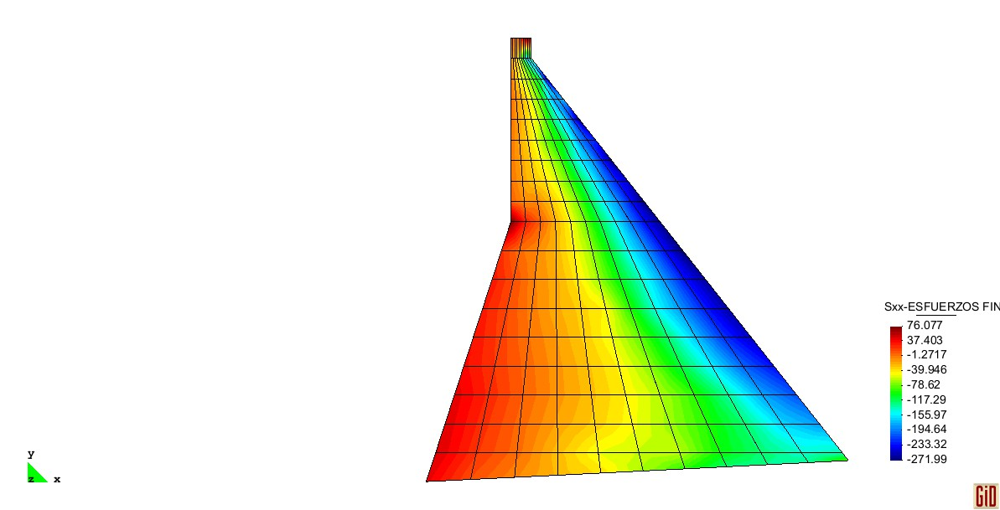 Sxx-ESFUERZOS FIN
76.077
37.403
-1.2717
-39.946
-78.62
-117.29
-155.97
-194.64
-233.32
-271.99
y
z x
GiD